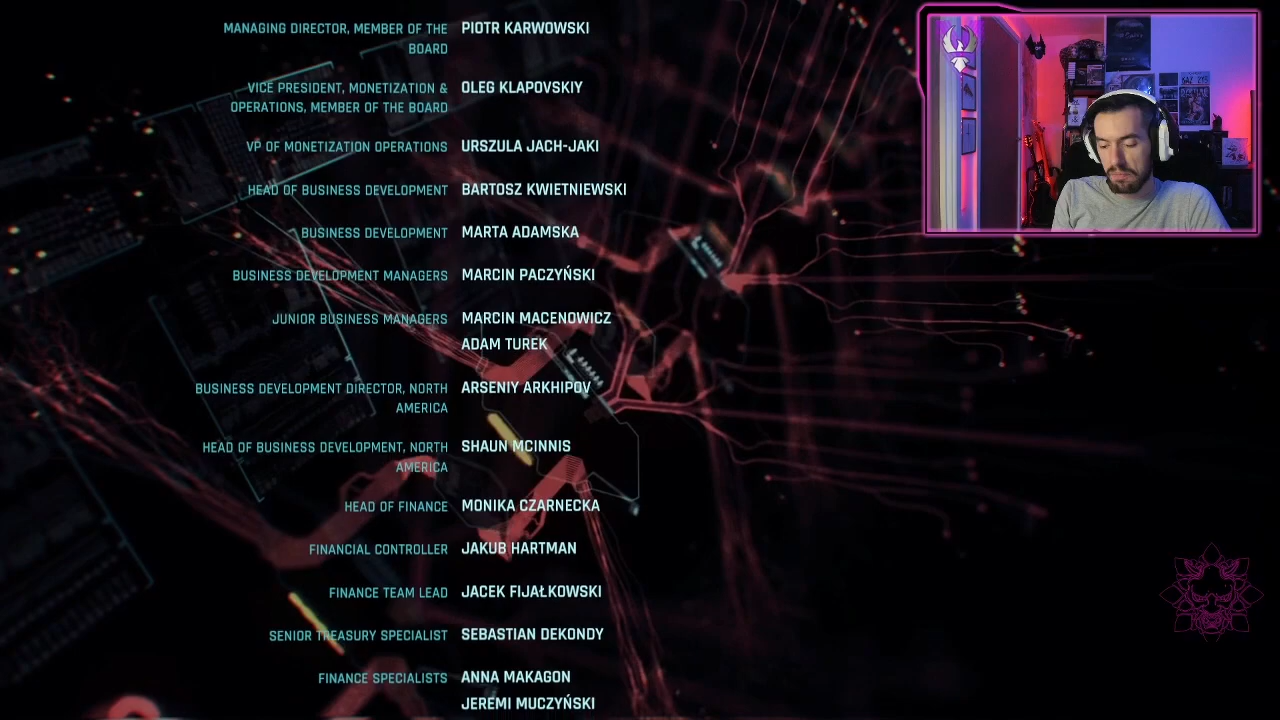 MANAGING DIRECTOR, MEMBER OF THE BOARD PIOTR KARWOWSKI
VICE PRESIDENT, MONETIZATION & OPERATIONS, MEMBER OF THE BOARD OLEG KLAPOVSKIY
VP OF MONETIZATION OPERATIONS URSZULA JACH-JAKI
HEAD OF BUSINESS DEVELOPMENT BARTOSZ KWIETNIEWSKI
BUSINESS DEVELOPMENT MARTA ADAMSKA
BUSINESS DEVELOPMENT MANAGERS MARCIN PACZYŃSKI
JUNIOR BUSINESS MANAGERS MARCIN MACENOWICZ
ADAM TUREK
BUSINESS DEVELOPMENT DIRECTOR, NORTH AMERICA ARSENIY ARKHIPOV
HEAD OF BUSINESS DEVELOPMENT, NORTH AMERICA SHAUN MCINNIS
HEAD OF FINANCE MONIKA CZARNECKA
FINANCIAL CONTROLLER JAKUB HARTMAN
FINANCE TEAM LEAD JACEK FIJAŁKOWSKI
SENIOR TREASURY SPECIALIST SEBASTIAN DEKONDY
FINANCE SPECIALISTS ANNA MAKAGON
JEREMI MUCZYŃSKI